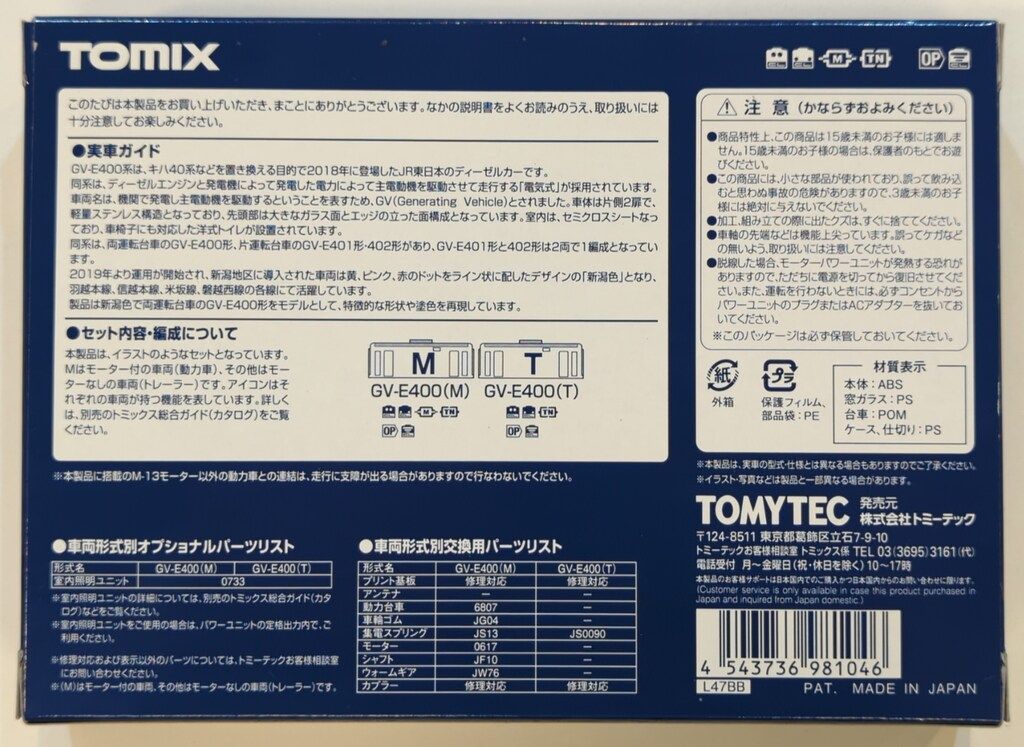 TOMIX
M TN OP
このたびは本製品をお買い上げいただき、まことにありがとうございます。なかの説明書をよくお読みのうえ、取り扱いには
十分注意してお楽しみください。
●実車ガイド
GV-E400系は、キハ40系などを置き換える目的で2018年に登場したJR東日本のディーゼルカーです。
同系は、ディーゼルエンジンと発電機によって発電した電力によって主電動機を駆動させて走行する「電気式」が採用されています。
車両名は、機関で発電し主電動機を駆動するということを表すため、GV(Generating Vehicle)とされました。車体は片側2扉で、
軽量ステンレス構造となっており、先頭部は大きなガラス面とエッジの立った面構成となっています。室内は、セミクロスシートなっ
ており、車椅子にも対応した洋式トイレが設置されています。
同系は、両運転台車のGV-E400形、片運転台車のGV-E401形・402形があり、GV-E401形と402形は2両で1編成となってい
ます。
2019年より運用が開始され、新潟地区に導入された車両は黄、ピンク、赤のドットをライン状に配したデザインの「新潟色」となり、
羽越本線、信越本線、米坂線、磐越西線の各線にて活躍しています。
製品は新潟色で両運転台車のGV-E400形をモデルとして、特徴的な形状や塗色を再現しています。
●セット内容・編成について
本製品は、イラストのようなセットとなっています。
Mはモーター付の車両(動力車)、その他はモー
ターなしの車両(トレーラー)です。アイコンはそ
れぞれの車両が持つ機能を表しています。詳しく
は、別売のトミックス総合ガイド(カタログ)をご覧
ください。
M T
GV-E400(M) GV-E400(T)
M TN M TN
OP OP
※本製品に搭載のM-13モーター以外の動力車との連結は、走行に支障が出る場合がありますので行なわないでください。
●車両形式別オプショナルパーツリスト
形式名 GV-E400(M) GV-E400(T)
室内照明ユニット 0733
※室内照明ユニットの詳細については、別売のトミックス総合ガイド(カタ
ログ)などをご覧ください。
※室内照明ユニットをご使用の場合は、パワーユニットの定格出力内で、ご
利用ください。
※修理対応および表示以外のパーツについては、トミーテックお客様相談室
にお問い合わせください。
※(M)はモーター付の車両、その他はモーターなしの車両(トレーラー)です。
●車両形式別交換用パーツリスト
形式名 GV-E400(M) GV-E400(T)
プリント基板 修理対応 修理対応
アンテナ － －
動力台車 6807 －
車輪ゴム JG04 －
集電スプリング JS13 JS0090
モーター 0617 －
シャフト JF10 －
ウォームギア JW76 －
カプラー 修理対応 修理対応
注意(かならずおよみください)
●商品特性上、この商品は15歳未満のお子様には適しま
せん。15歳未満のお子様の場合は、保護者のもとでお遊
びください。
●この商品には、小さな部品が使われており、誤って飲み込
むと思わぬ事故の危険がありますので、3歳未満のお子
様には絶対に与えないでください。
●加工、組み立ての際に出たクズは、すぐに捨ててください。
●車軸の先端などは機能上尖っています。誤ってケガなど
の無いよう、取り扱いには注意してください。
●脱線した場合、モーターパワーユニットが発熱する恐れが
ありますので、ただちに電源を切ってから復旧させてくだ
さい。また、運転を行わないときには、必ずコンセントから
パワーユニットのプラグまたはACアダプターを抜いてお
いてください。
※このパッケージは必ず保管しておいてください。
紙
外箱
プラ
保護フィルム、
部品袋：PE
材質表示
本体：ABS
窓ガラス：PS
台車：POM
ケース、仕切り：PS
※本製品は、実車の型式・仕様とは異なる場合もありますのでご了承ください。
※イラスト・写真などは製品と一部異なる場合があります。
TOMYTEC 発売元
株式会社トミーテック
〒124-8511 東京都葛飾区立石7-9-10
トミーテックお客様相談室 トミックス係 TEL 03(3695)3161(代)
電話受付 月～金曜日(祝・休日を除く)10～17時
本製品のお客様サポートは日本国内でのご購入かつ日本国内からのお問い合わせに限ります。
(Customer service is only available in case this product purchased in
Japan and inquired from Japan domestic.)
4 543736 981046
L47BB PAT. MADE IN JAPAN